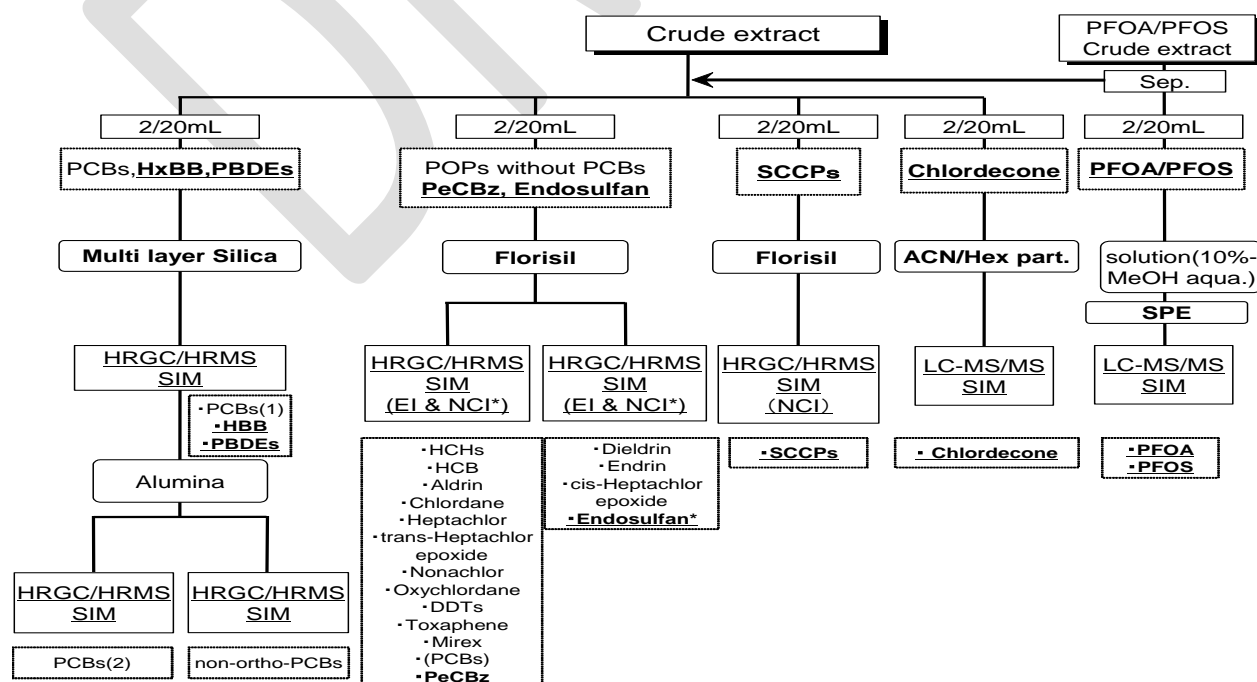 Crude extract
PFOA/PFOS
Crude extract
Sep.
2/20mL
2/20mL
2/20mL
2/20mL
2/20mL
PCBs,HxBB,PBDEs
POPs without PCBs
PeCBz, Endosulfan
SCCPs
Chlordecone
PFOA/PFOS
Multi layer Silica
Florisil
Florisil
ACN/Hex part.
solution(10%-
MeOH aqua.)
SPE
HRGC/HRMS
SIM
HRGC/HRMS
SIM
(EI & NCI*)
HRGC/HRMS
SIM
(EI & NCI*)
HRGC/HRMS
SIM
(NCI)
LC-MS/MS
SIM
LC-MS/MS
SIM
・PCBs(1)
・HBB
・PBDEs
・HCHs
・HCB
・Aldrin
・Chlordane
・Heptachlor
・trans-Heptachlor
epoxide
・Nonachlor
・Oxychlordane
・DDTs
・Toxaphene
・Mirex
・(PCBs)
・PeCBz
・Dieldrin
・Endrin
・cis-Heptachlor
epoxide
・Endosulfan*
・SCCPs
・Chlordecone
・PFOA
・PFOS
Alumina
HRGC/HRMS
SIM
HRGC/HRMS
SIM
PCBs(2)
non-ortho-PCBs